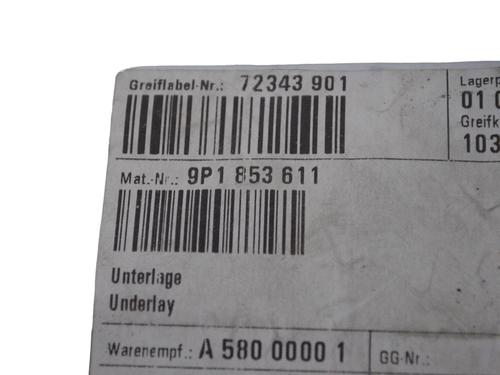 Greiflabel-Nr.: 72343 901
Lagerp
01 0
Greifk
103
Mat.-Nr.: 9P1 853 611
Unterlage
Underlay
Warenempf.: A 580 0000 1
GG-Nr.: